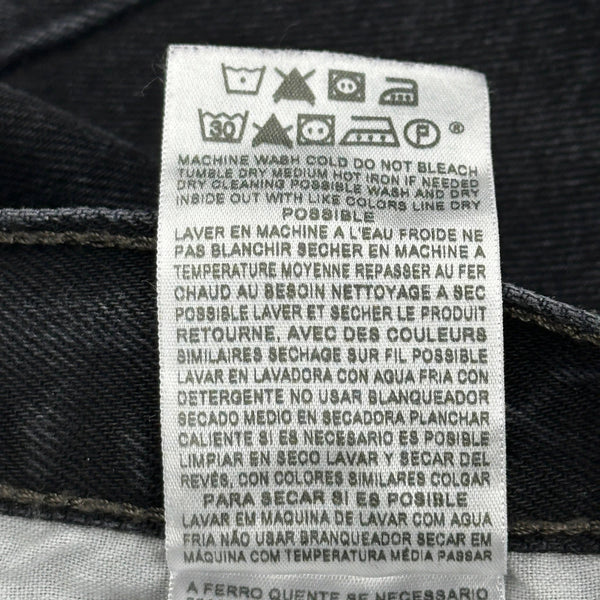 30 P ®
MACHINE WASH COLD DO NOT BLEACH
TUMBLE DRY MEDIUM HOT IRON IF NEEDED
DRY CLEANING POSSIBLE WASH AND DRY
INSIDE OUT WITH LIKE COLORS LINE DRY
POSSIBLE
LAVER EN MACHINE A L'EAU FROIDE NE
PAS BLANCHIR SECHER EN MACHINE A
TEMPERATURE MOYENNE REPASSER AU FER
CHAUD AU BESOIN NETTOYAGE A SEC
POSSIBLE LAVER ET SECHER LE PRODUIT
RETOURNE, AVEC DES COULEURS
SIMILAIRES SECHAGE SUR FIL POSSIBLE
LAVAR EN LAVADORA CON AGUA FRIA CON
DETERGENTE NO USAR BLANQUEADOR
SECADO MEDIO EN SECADORA PLANCHAR
CALIENTE SI ES NECESARIO ES POSIBLE
LIMPIAR EN SECO LAVAR Y SECAR DEL
REVÉS, CON COLORES SIMILARES COLGAR
PARA SECAR SI ES POSIBLE
LAVAR EM MAQUINA DE LAVAR COM AGUA
FRIA NÃO USAR BRANQUEADOR SECAR EM
MÁQUINA COM TEMPERATURA MÉDIA PASSAR
A FERRO QUENTE SE NECESSARIO